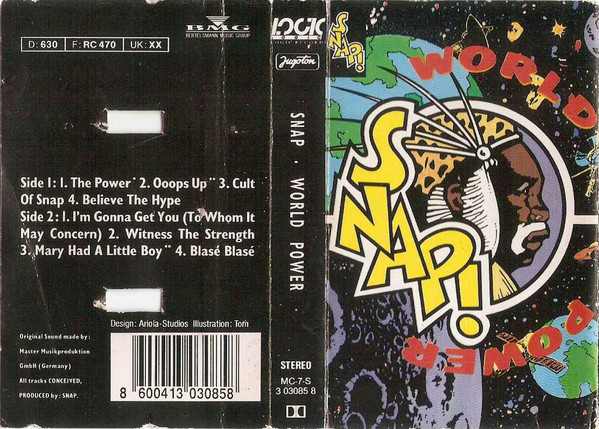 D: 630 F: RC 470 UK: XX
BMG
BERTELSMANN MUSIC GROUP
Side 1: 1. The Power* 2. Ooops Up** 3. Cult
Of Snap 4. Believe The Hype
Side 2: 1. I'm Gonna Get You (To Whom It
May Concern) 2. Witness The Strength
3. Mary Had A Little Boy** 4. Blasé Blasé
Design: Ariola-Studios Illustration: Tom
Original Sound made by:
Master Musikproduktion
GmbH (Germany)
All tracks CONCEIVED,
PRODUCED by: SNAP.
8 600413 030858
LOGIC
Jugoton
SNAP · WORLD POWER
STEREO
MC-7-S
3 03085 8
SNAP!
WORLD
SNAP!
POWER